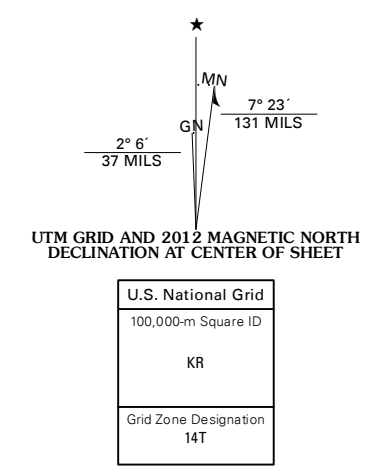 ★
MN
GN
7° 23´
131 MILS
2° 6´
37 MILS
UTM GRID AND 2012 MAGNETIC NORTH
DECLINATION AT CENTER OF SHEET
U.S. National Grid
100,000-m Square ID
KR
Grid Zone Designation
14T